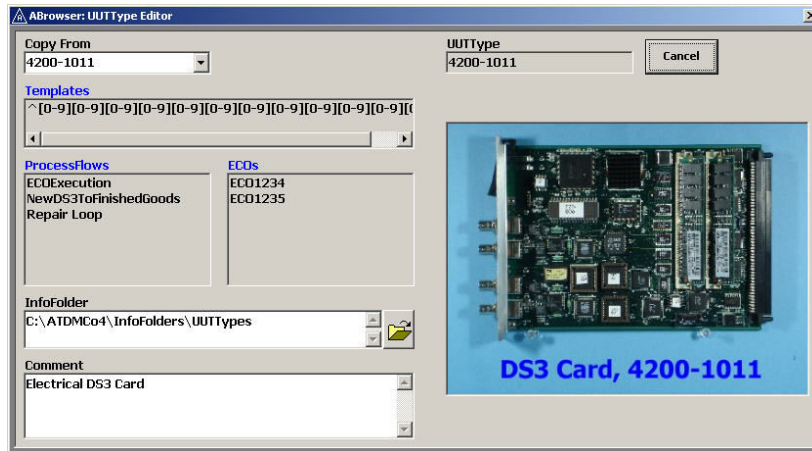 ABrowser: UUTType Editor
Copy From
4200-1011
UUTType
4200-1011
Cancel
Templates
^[0-9][0-9][0-9][0-9][0-9][0-9][0-9][0-9][0-9][0-9][0-9][(
ProcessFlows
ECOExecution
NewDS3ToFinishedGoods
Repair Loop
ECOs
ECO1234
ECO1235
InfoFolder
C:\ATDMCo4\InfoFolders\UUTTypes
Comment
Electrical DS3 Card
DS3 Card, 4200-1011